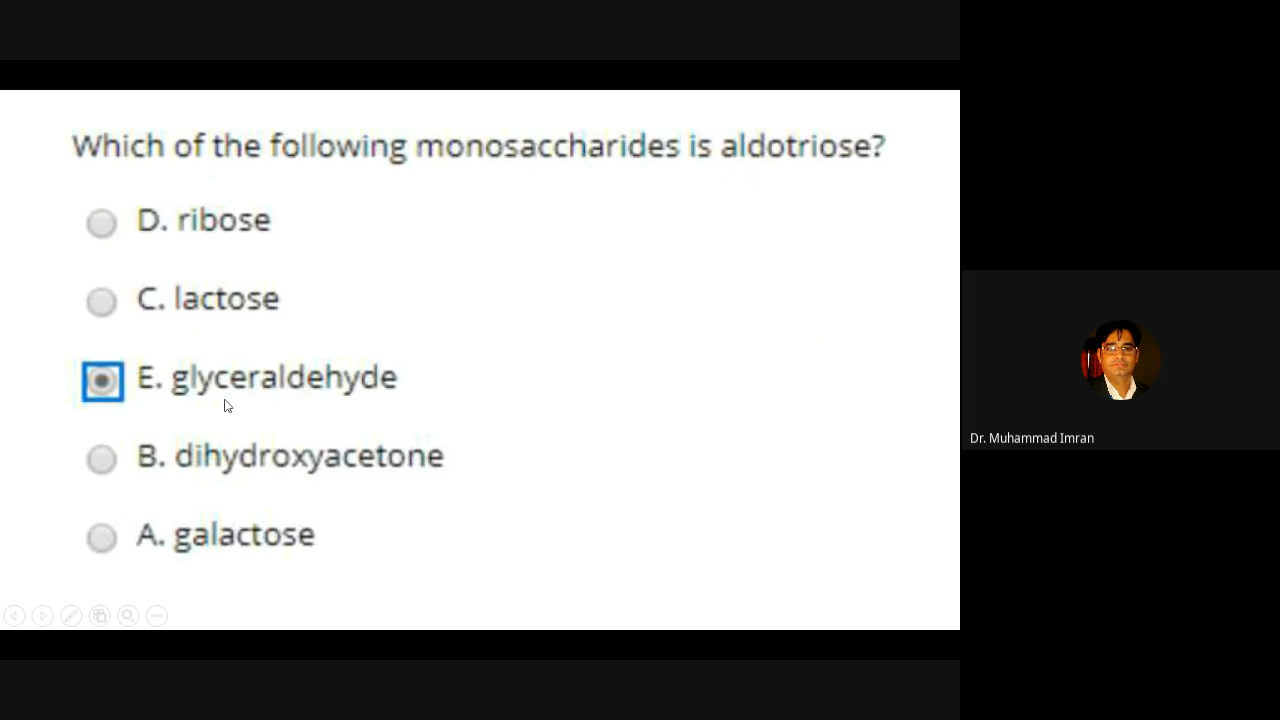 Which of the following monosaccharides is aldotriose?
D. ribose
C. lactose
E. glyceraldehyde
B. dihydroxyacetone
A. galactose
Dr. Muhammad Imran